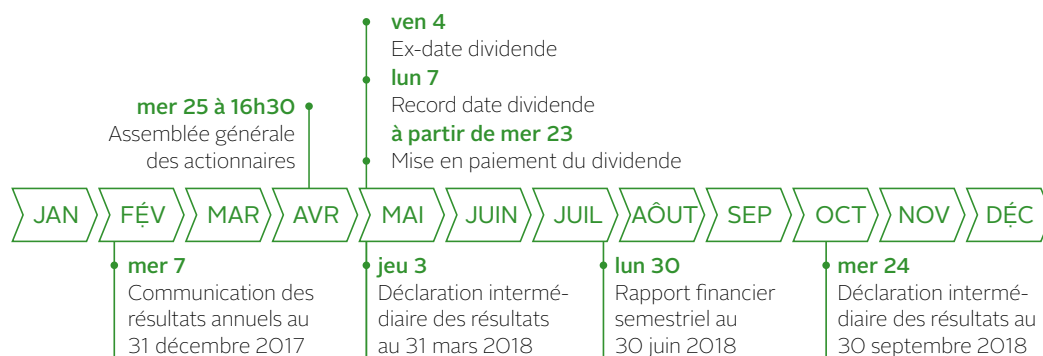 ven 4
Ex-date dividende
lun 7
Record date dividende
à partir de mer 23
Mise en paiement du dividende
mer 25 à 16h30
Assemblée générale
des actionnaires
JAN FÉV MAR AVR MAI JUIN JUIL AÔUT SEP OCT NOV DÉC
mer 7
Communication des
résultats annuels au
31 décembre 2017
jeu 3
Déclaration intermé-
diaire des résultats
au 31 mars 2018
lun 30
Rapport financier
semestriel au
30 juin 2018
mer 24
Déclaration intermé-
diaire des résultats au
30 septembre 2018